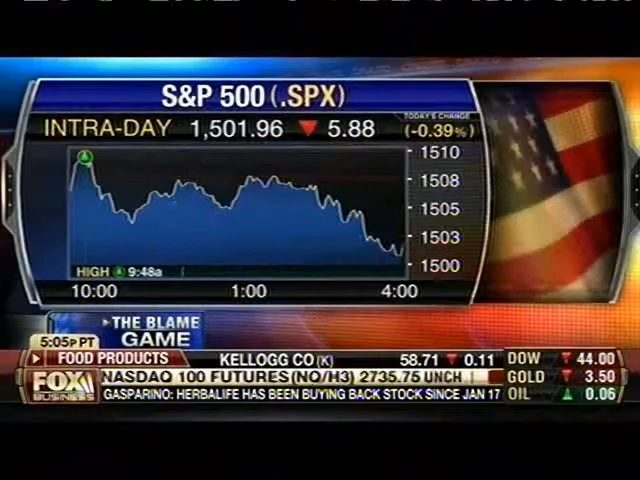 S&P 500 (.SPX)
TODAY'S CHANGE
INTRA-DAY 1,501.96 ▼ 5.88 (-0.39%)
1510
1508
1505
1503
1500
HIGH 9:48a
10:00 1:00 4:00
THE BLAME
GAME
5:05P PT
FOOD PRODUCTS KELLOGG CO (K) 58.71 ▼ 0.11
DOW ▼ 44.00
FOX
BUSINESS
NASDAQ 100 FUTURES(NQ/H3) 2735.75 UNCH
GOLD ▼ 3.50
GASPARINO: HERBALIFE HAS BEEN BUYING BACK STOCK SINCE JAN 17
OIL ▲ 0.06